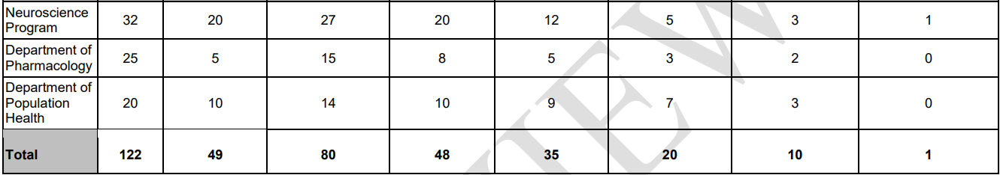 Neuroscience
Program 32 20 27 20 12 5 3 1
Department of
Pharmacology 25 5 15 8 5 3 2 0
Department of
Population
Health 20 10 14 10 9 7 3 0
Total 122 49 80 48 35 20 10 1
IEW